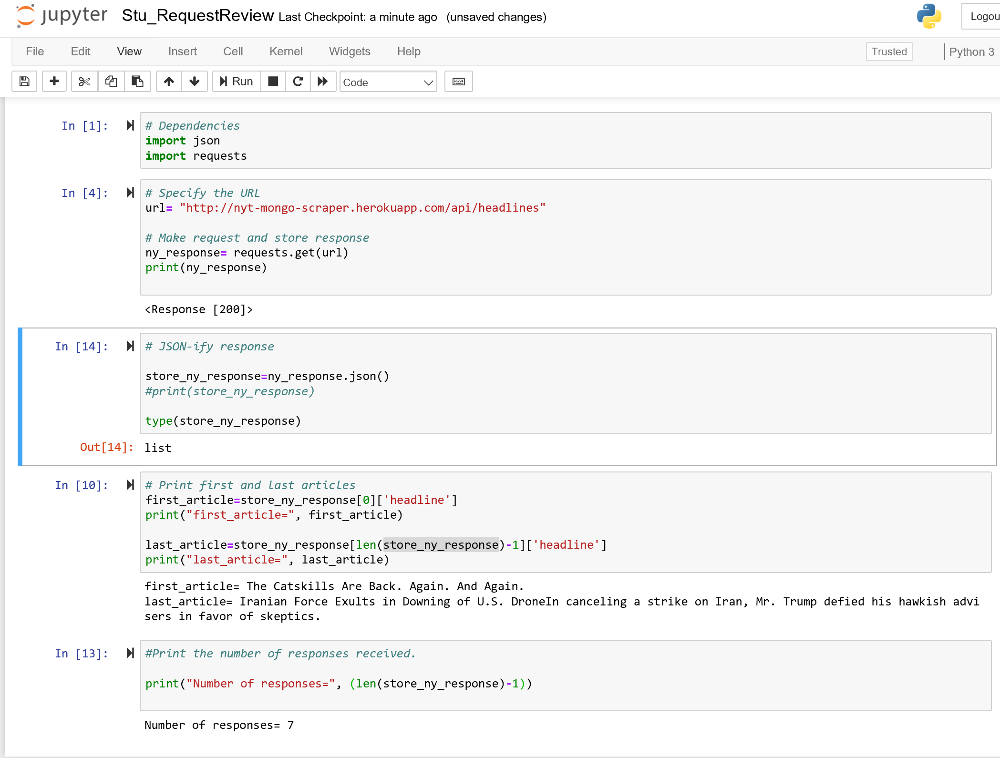 jupyter Stu_RequestReview Last Checkpoint: a minute ago (unsaved changes)
Logou
File Edit View Insert Cell Kernel Widgets Help Trusted Python 3
Run Code
In [1]: # Dependencies
import json
import requests
In [4]: # Specify the URL
url= "http://nyt-mongo-scraper.herokuapp.com/api/headlines"
# Make request and store response
ny_response= requests.get(url)
print(ny_response)
<Response [200]>
In [14]: # JSON-ify response
store_ny_response=ny_response.json()
#print(store_ny_response)
type(store_ny_response)
Out[14]: list
In [10]: # Print first and last articles
first_article=store_ny_response[0]['headline']
print("first_article=", first_article)
last_article=store_ny_response[len(store_ny_response)-1]['headline']
print("last_article=", last_article)
first_article= The Catskills Are Back. Again. And Again.
last_article= Iranian Force Exults in Downing of U.S. DroneIn canceling a strike on Iran, Mr. Trump defied his hawkish advi
sers in favor of skeptics.
In [13]: #Print the number of responses received.
print("Number of responses=", (len(store_ny_response)-1))
Number of responses= 7